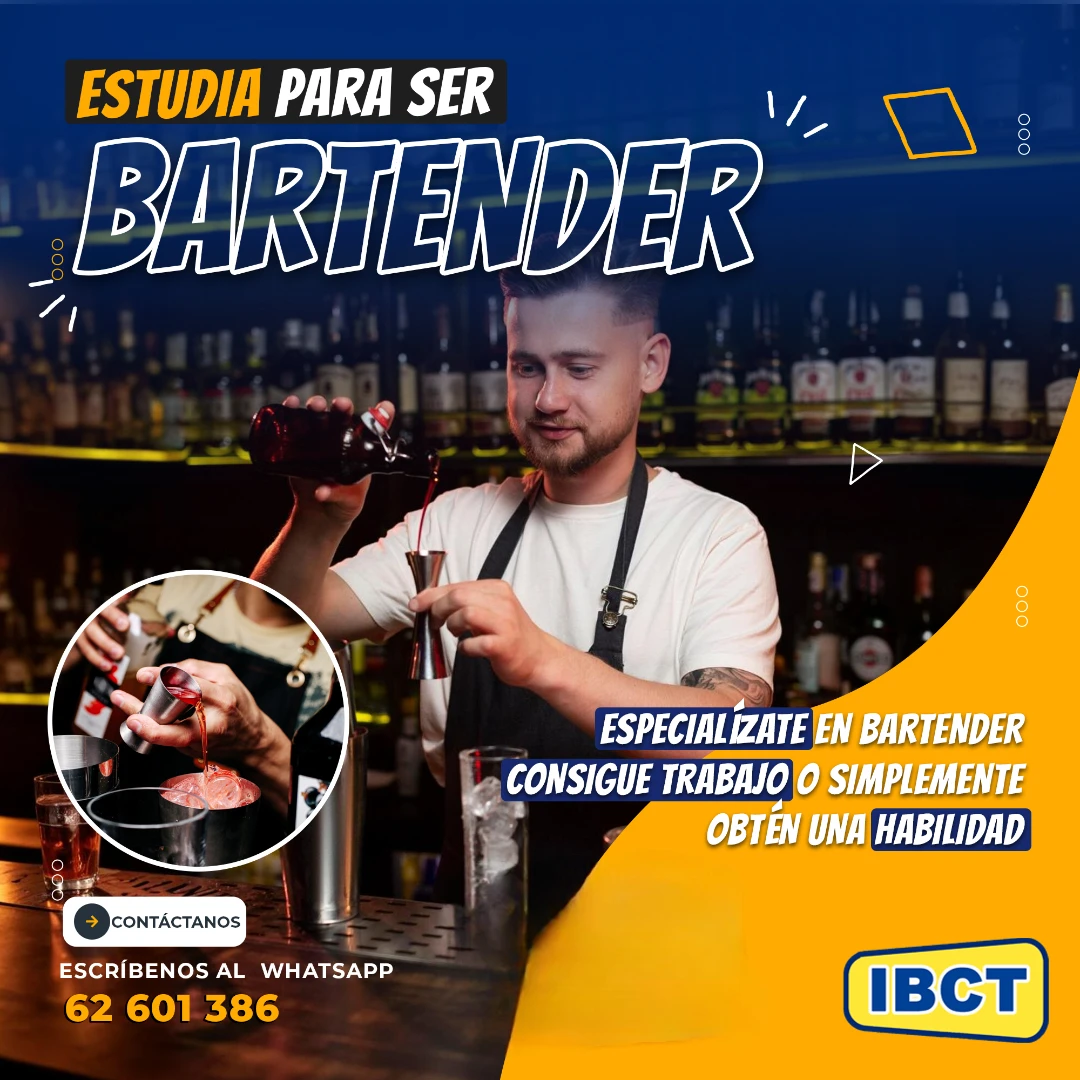 ESTUDIA PARA SER
BARTENDER
ESPECIALÍZATE EN BARTENDER
CONSIGUE TRABAJO O SIMPLEMENTE
OBTÉN UNA HABILIDAD
CONTÁCTANOS
ESCRÍBENOS AL WHATSAPP
62 601 386
IBCT